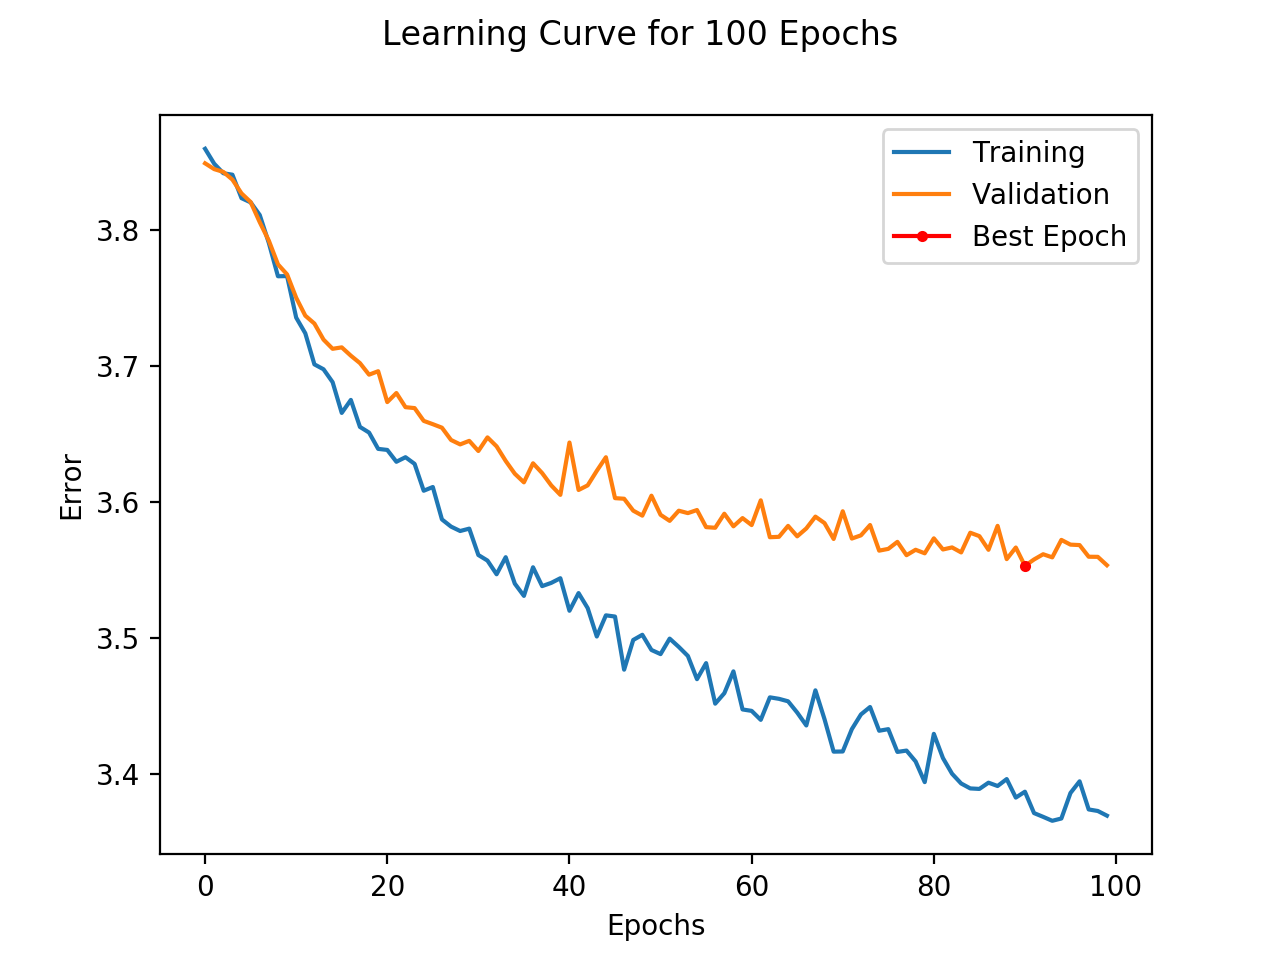 Learning Curve for 100 Epochs
Training
Validation
Best Epoch
3.8
3.7
3.6
3.5
3.4
Error
0 20 40 60 80 100
Epochs